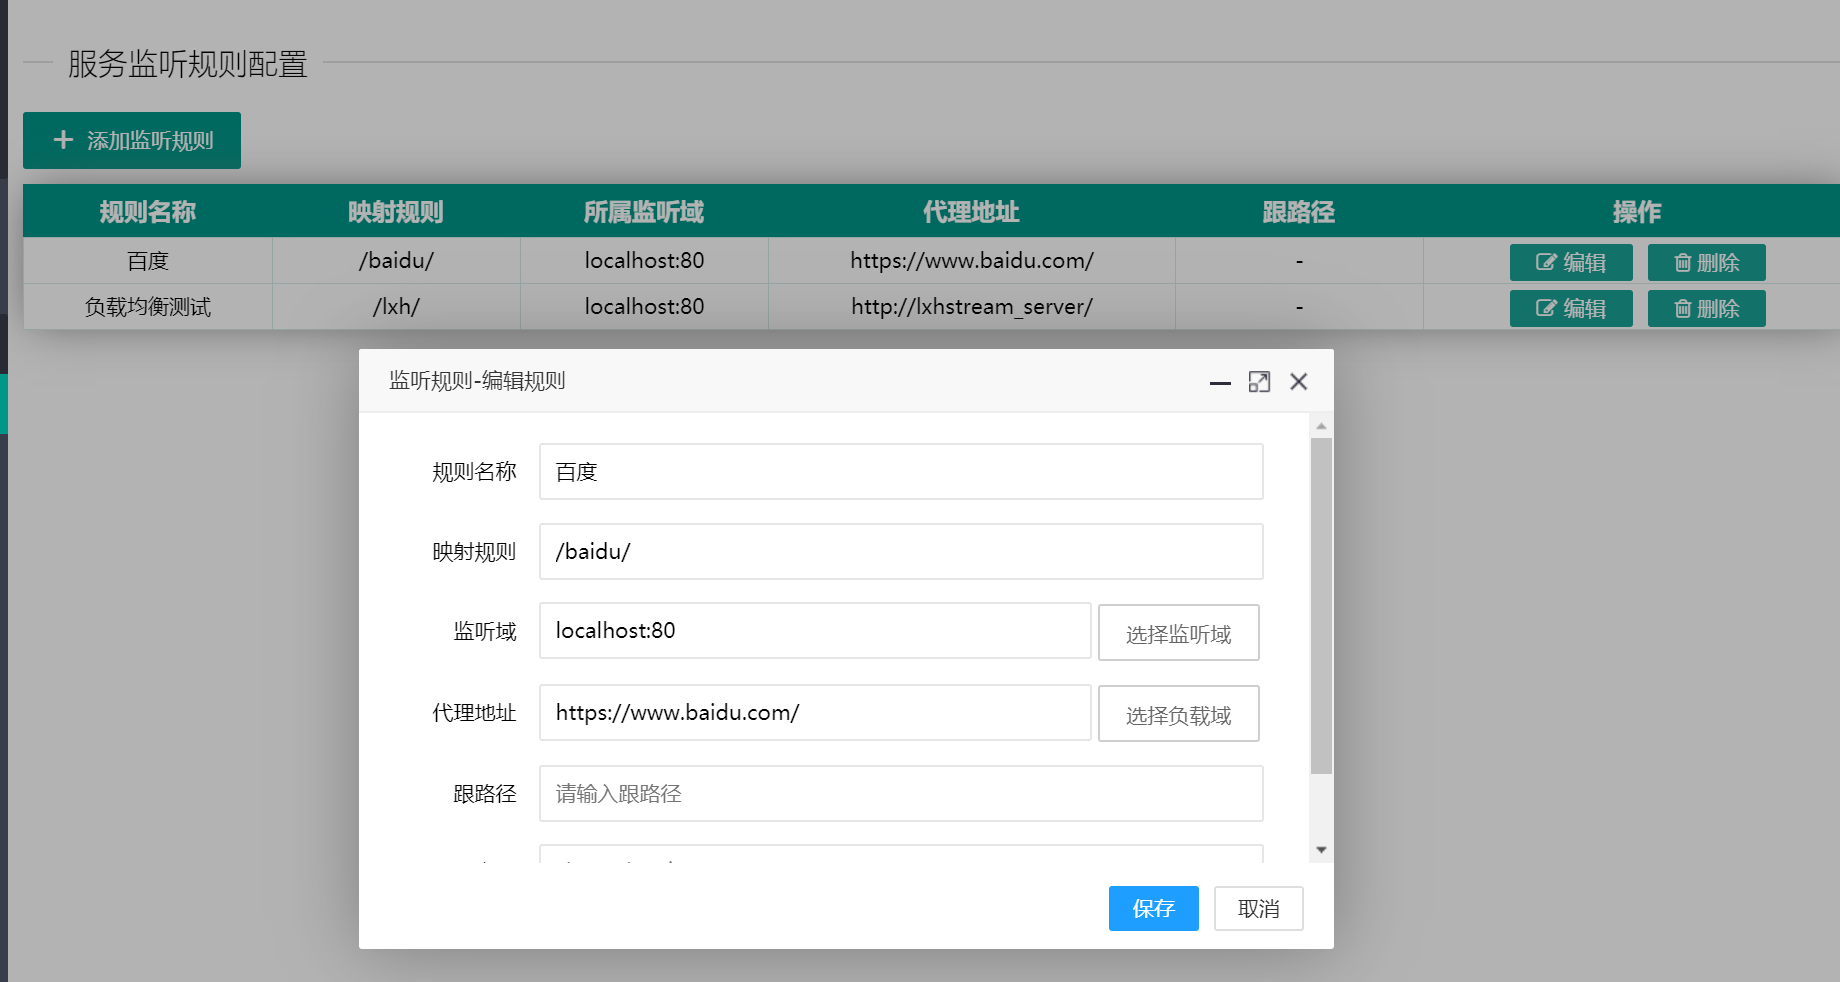 服务监听规则配置
添加监听规则
规则名称 映射规则 所属监听域 代理地址 跟路径 操作
百度 /baidu/ localhost:80 https://www.baidu.com/ - 编辑 删除
负载均衡测试 /lxh/ localhost:80 http://lxhstream_server/ - 编辑 删除
监听规则-编辑规则
规则名称 百度
映射规则 /baidu/
监听域 localhost:80 选择监听域
代理地址 https://www.baidu.com/ 选择负载域
跟路径 请输入跟路径
保存 取消